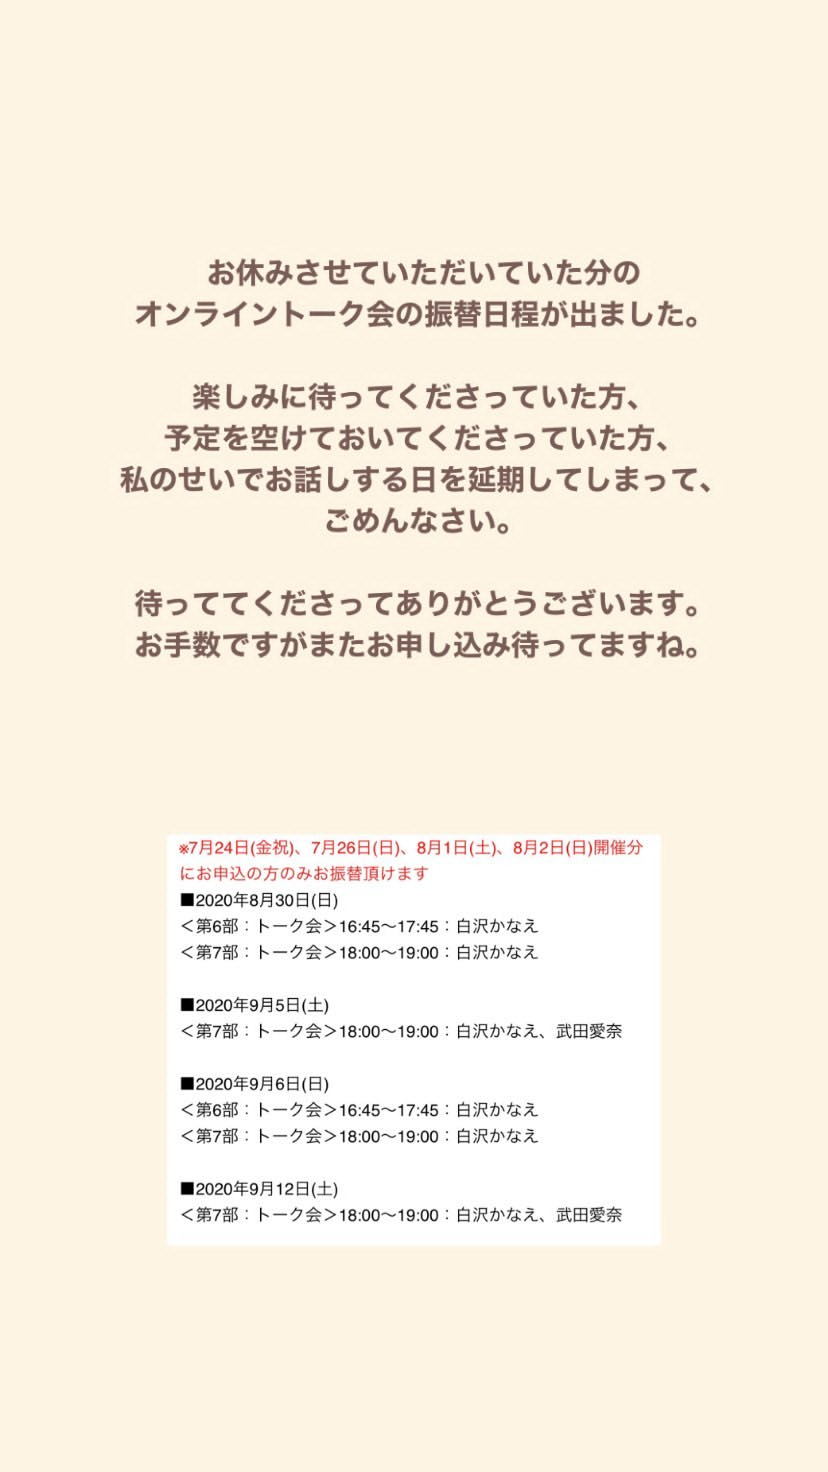 お休みさせていただいていた分の
オンライントーク会の振替日程が出ました。
楽しみに待ってくださっていた方、
予定を空けておいてくださっていた方、
私のせいでお話しする日を延期してしまって、
ごめんなさい。
待っててくださってありがとうございます。
お手数ですがまたお申し込み待ってますね。
※7月24日(金祝)、7月26日(日)、8月1日(土)、8月2日(日)開催分
にお申込の方のみお振替頂けます
■2020年8月30日(日)
＜第6部：トーク会＞16:45〜17:45：白沢かなえ
＜第7部：トーク会＞18:00〜19:00：白沢かなえ
■2020年9月5日(土)
＜第7部：トーク会＞18:00〜19:00：白沢かなえ、武田愛奈
■2020年9月6日(日)
＜第6部：トーク会＞16:45〜17:45：白沢かなえ
＜第7部：トーク会＞18:00〜19:00：白沢かなえ
■2020年9月12日(土)
＜第7部：トーク会＞18:00〜19:00：白沢かなえ、武田愛奈